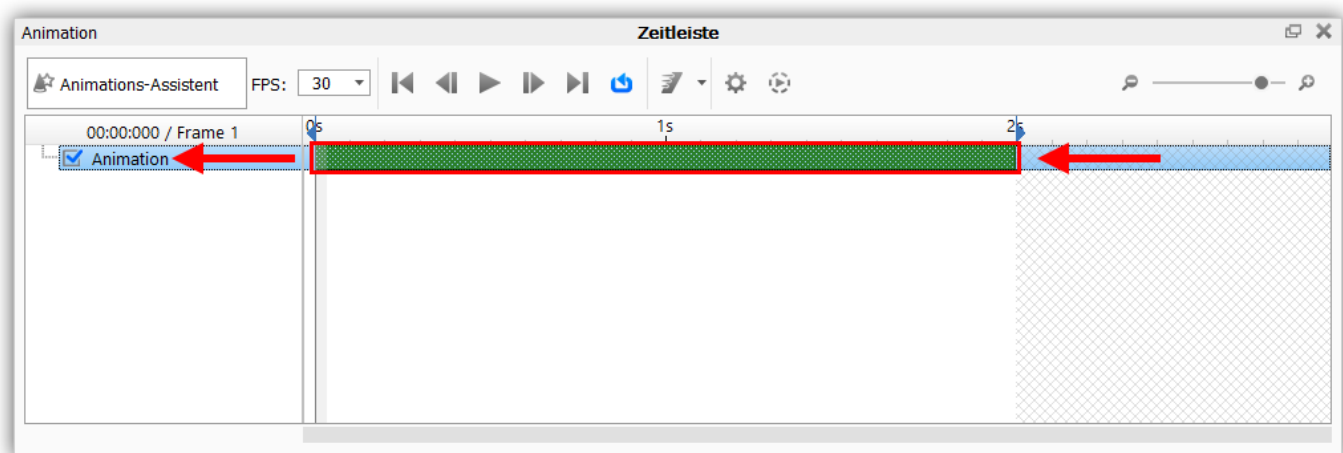 Animation Zeitleiste
Animations-Assistent FPS: 30
00:00:000 / Frame 1 0s 1s 2s
Animation